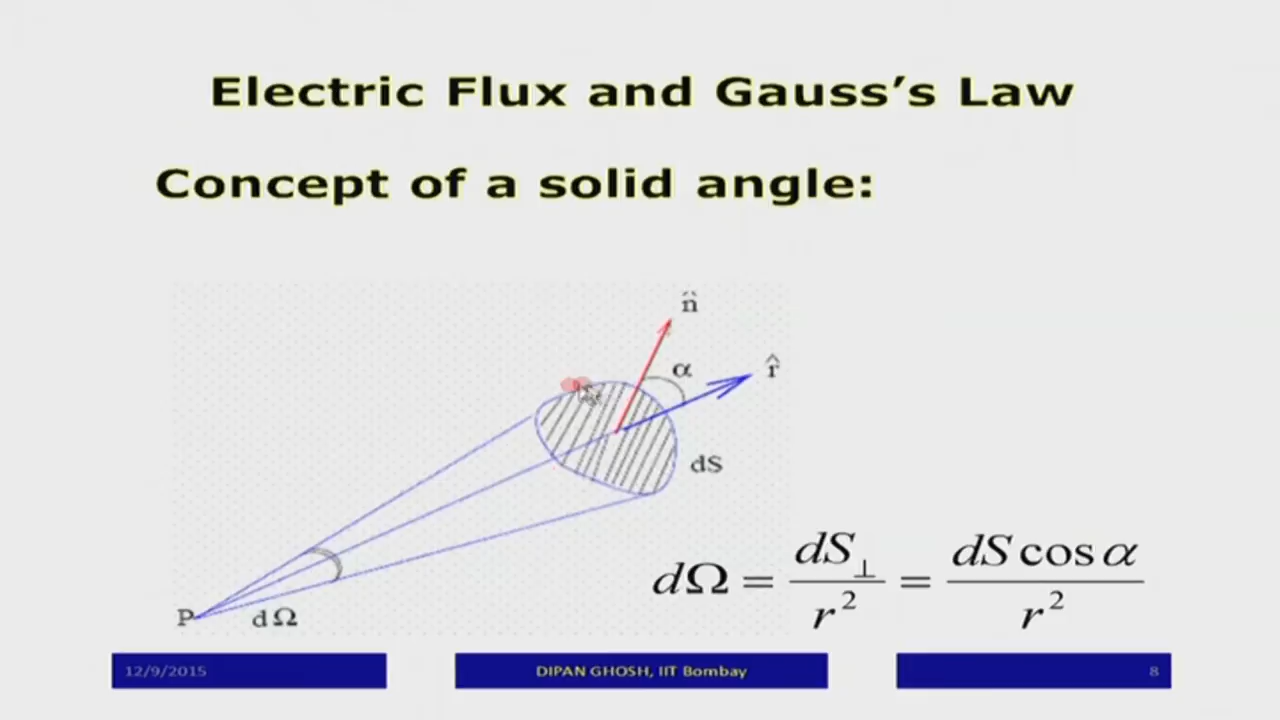 Electric Flux and Gauss’s Law
Concept of a solid angle:
n̂
α
r̂
dS
P
dΩ
dΩ = dS⊥ / r² = dS cos α / r²
12/9/2015
DIPAN GHOSH, IIT Bombay
8